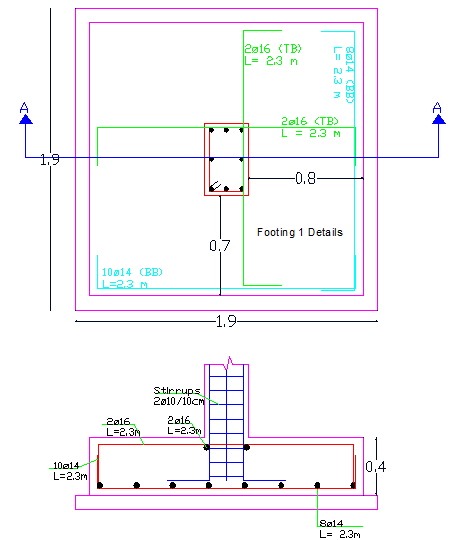 2ø16 (TB)
L= 2.3 m
8ø14 (BB)
L= 2.3 m
A
A
2ø16 (TB)
L = 2.3 m
1.9
0.8
0.7
Footing 1 Details
10ø14 (BB)
L=2.3 m
1.9
Stirrups
2ø10/10cm
2ø16
L=2.3m
2ø16
L=2.3m
10ø14
L=2.3m
0.4
8ø14
L= 2.3m